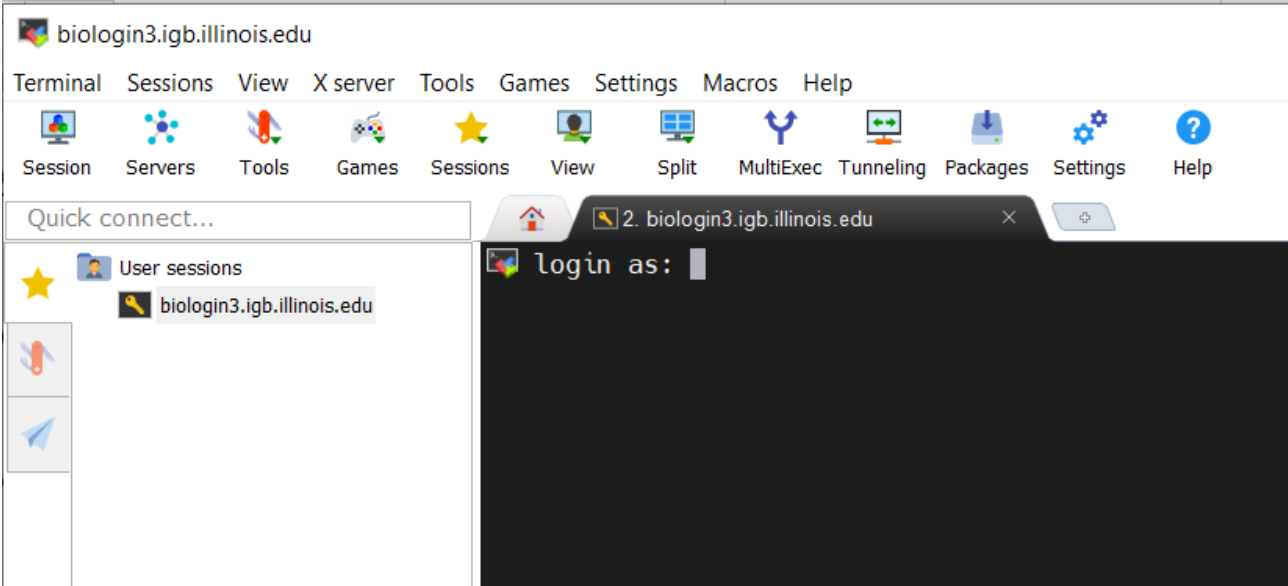 biologin3.igb.illinois.edu
Terminal Sessions View X server Tools Games Settings Macros Help
Session Servers Tools Games Sessions View Split MultiExec Tunneling Packages Settings Help
Quick connect...
2. biologin3.igb.illinois.edu
User sessions
biologin3.igb.illinois.edu
login as: